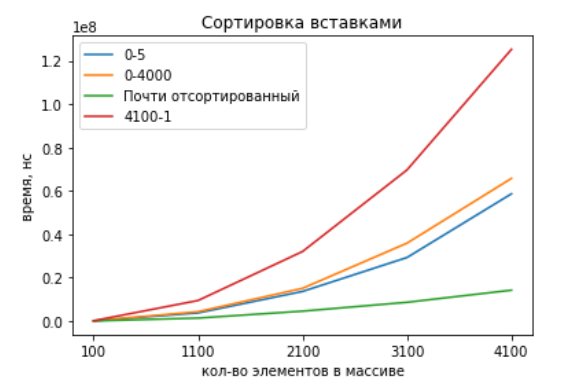 Сортировка вставками
1e8
0-5
0-4000
Почти отсортированный
4100-1
1.2
1.0
0.8
0.6
0.4
0.2
0.0
время, нс
100 1100 2100 3100 4100
кол-во элементов в массиве